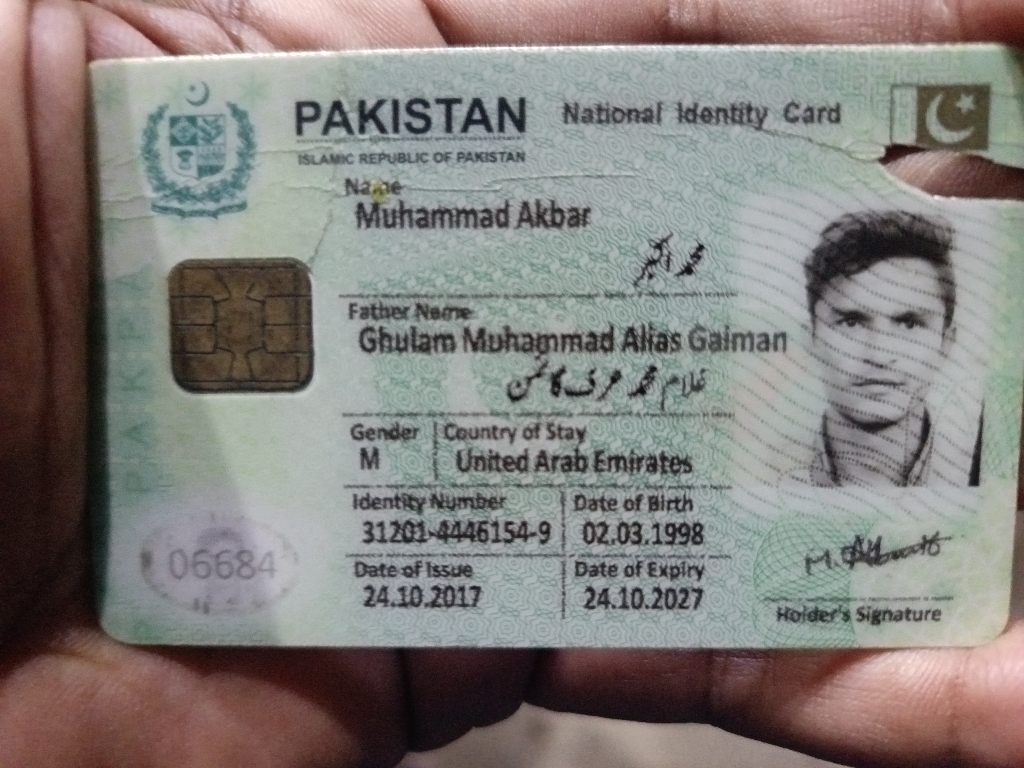 PAKISTAN National Identity Card
ISLAMIC REPUBLIC OF PAKISTAN
Name
Muhammad Akbar
محمد اکبر
Father Name
Ghulam Muhammad Alias Gaiman
غلام محمد عرف گائمن
Gender Country of Stay
M United Arab Emirates
Identity Number Date of Birth
31201-4446154-9 02.03.1998
Date of Issue Date of Expiry
24.10.2017 24.10.2027
06684
Holder's Signature